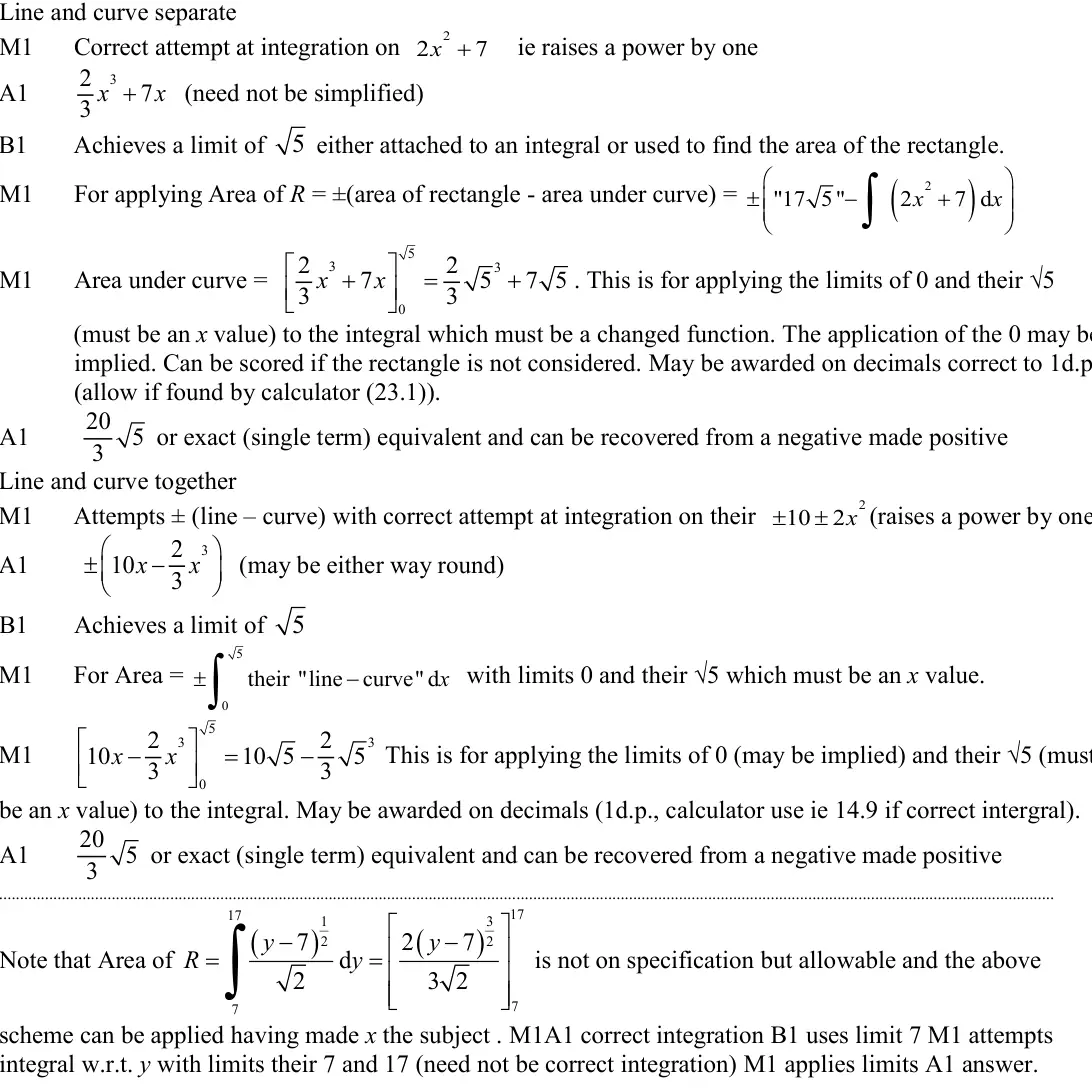 Line and curve separate
M1 Correct attempt at integration on 2x² + 7 ie raises a power by one
A1 2/3 x³ + 7x (need not be simplified)
B1 Achieves a limit of √5 either attached to an integral or used to find the area of the rectangle.
M1 For applying Area of R = ±(area of rectangle - area under curve) = ±("17√5"− ∫ (2x² + 7) dx)
M1 Area under curve = [2/3 x³ + 7x]₀^√5 = 2/3 √5³ + 7√5 . This is for applying the limits of 0 and their √5
(must be an x value) to the integral which must be a changed function. The application of the 0 may be
implied. Can be scored if the rectangle is not considered. May be awarded on decimals correct to 1d.p
(allow if found by calculator (23.1)).
A1 20/3 √5 or exact (single term) equivalent and can be recovered from a negative made positive
Line and curve together
M1 Attempts ± (line – curve) with correct attempt at integration on their ±10 ± 2x² (raises a power by one
A1 ±(10x − 2/3 x³) (may be either way round)
B1 Achieves a limit of √5
M1 For Area = ± ∫₀^√5 their "line − curve" dx with limits 0 and their √5 which must be an x value.
M1 [10x − 2/3 x³]₀^√5 = 10√5 − 2/3 √5³ This is for applying the limits of 0 (may be implied) and their √5 (must
be an x value) to the integral. May be awarded on decimals (1d.p., calculator use ie 14.9 if correct intergral).
A1 20/3 √5 or exact (single term) equivalent and can be recovered from a negative made positive
Note that Area of R = ∫₇¹⁷ (y − 7)^(1/2) / √2 dy = [2(y − 7)^(3/2) / 3√2]₇¹⁷ is not on specification but allowable and the above
scheme can be applied having made x the subject . M1A1 correct integration B1 uses limit 7 M1 attempts
integral w.r.t. y with limits their 7 and 17 (need not be correct integration) M1 applies limits A1 answer.